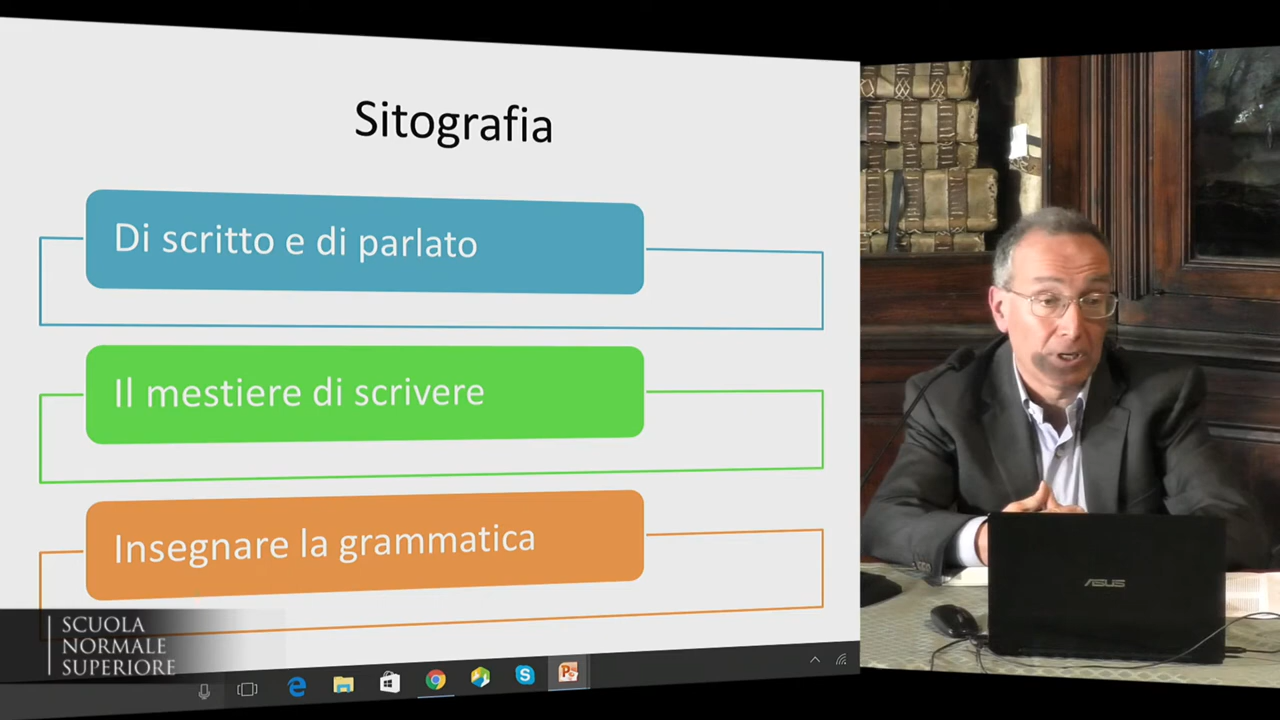 Sitografia
Di scritto e di parlato
Il mestiere di scrivere
Insegnare la grammatica
SCUOLA
NORMALE
SUPERIORE
ASUS